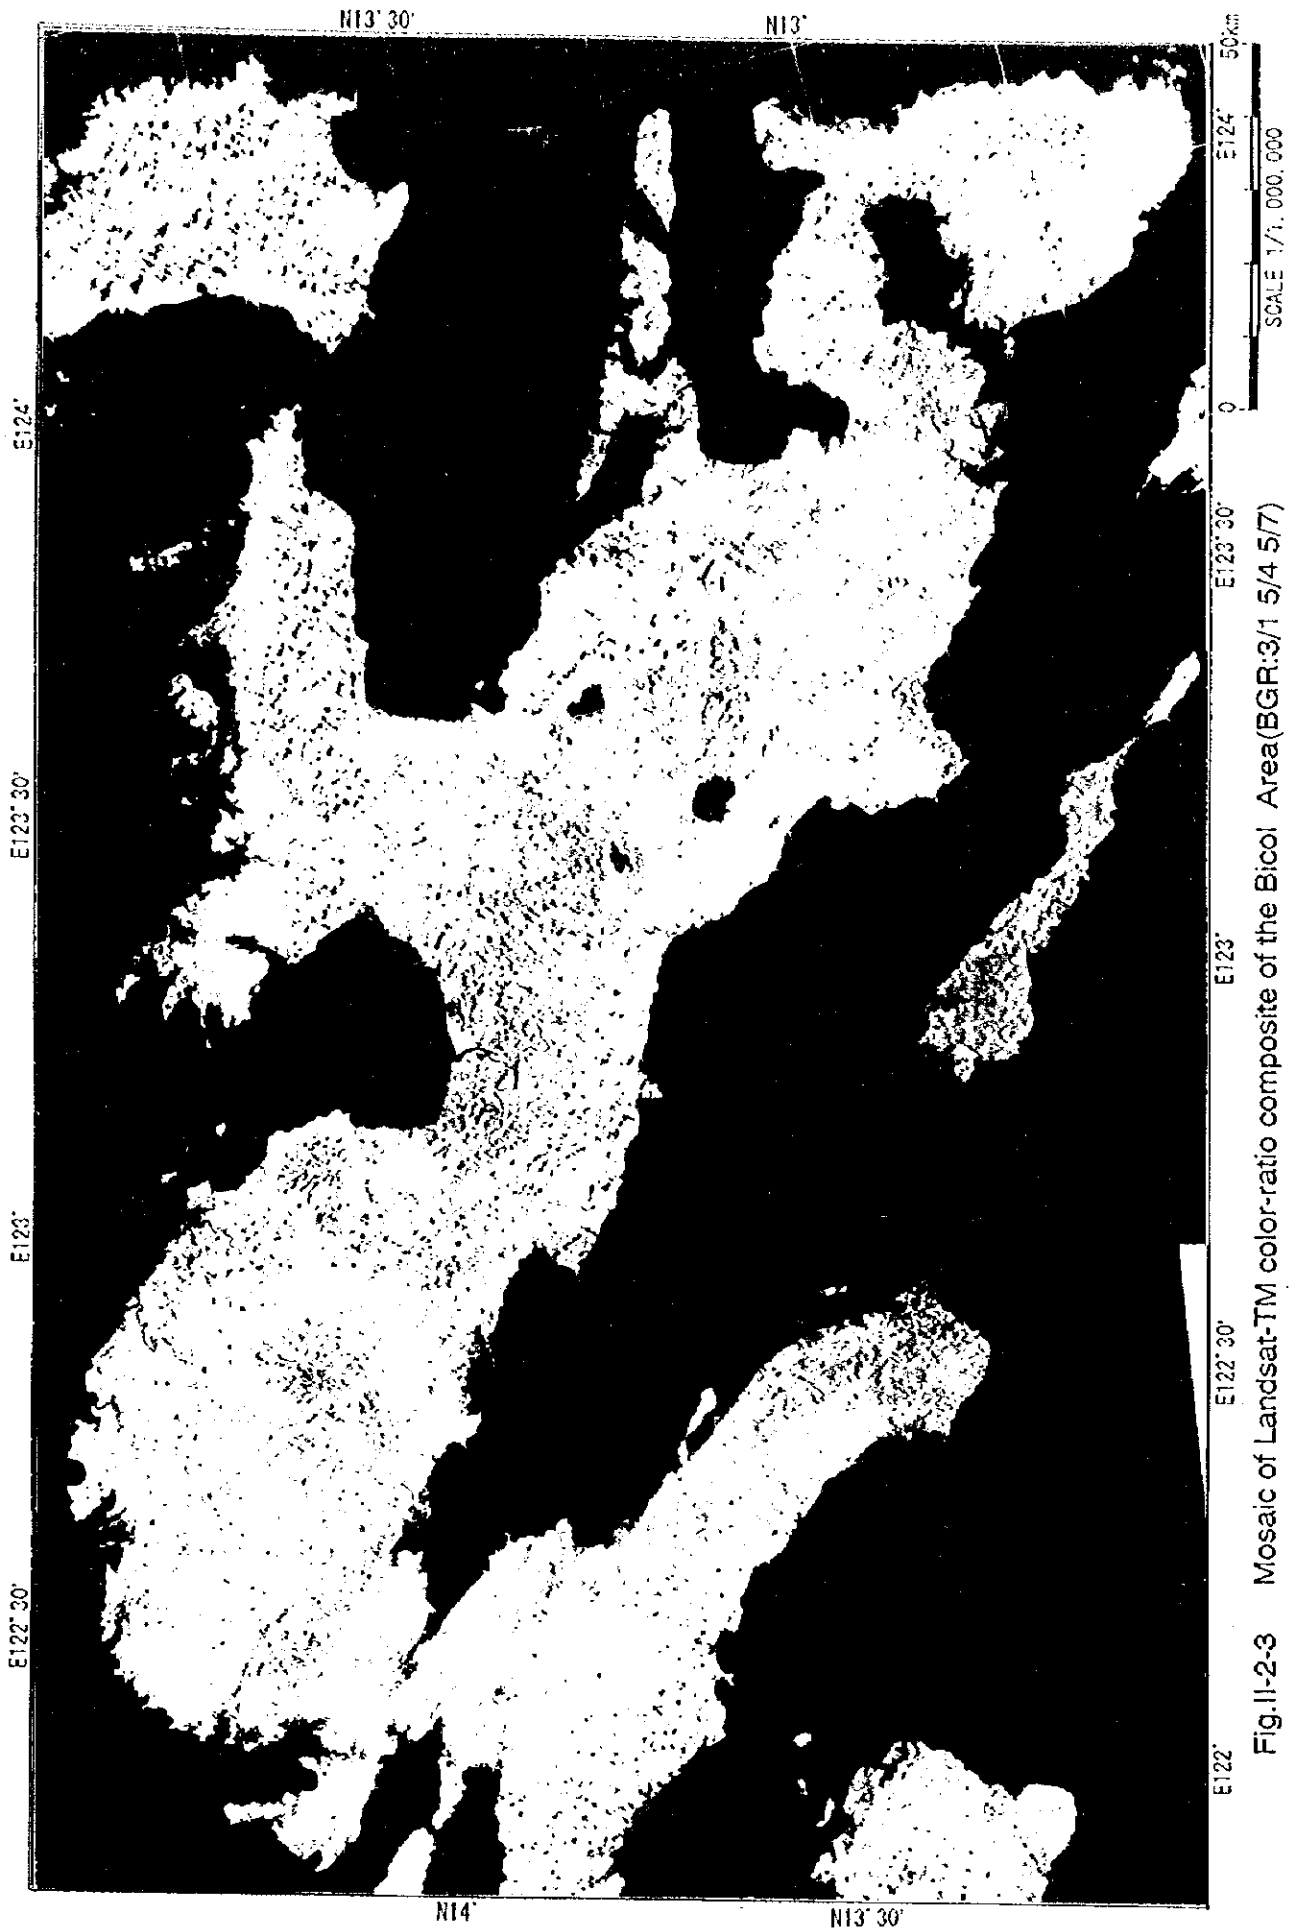 E122° 30'
E123°
E123° 30'
E124°
N14°
N13° 30'
N13° 30'
N13°
E122°
E122° 30'
E123°
E123° 30'
E124°
0
50km
SCALE 1/1,000,000
Fig.II-2-3 Mosaic of Landsat-TM color-ratio composite of the Bicol Area(BGR:3/1 5/4 5/7)